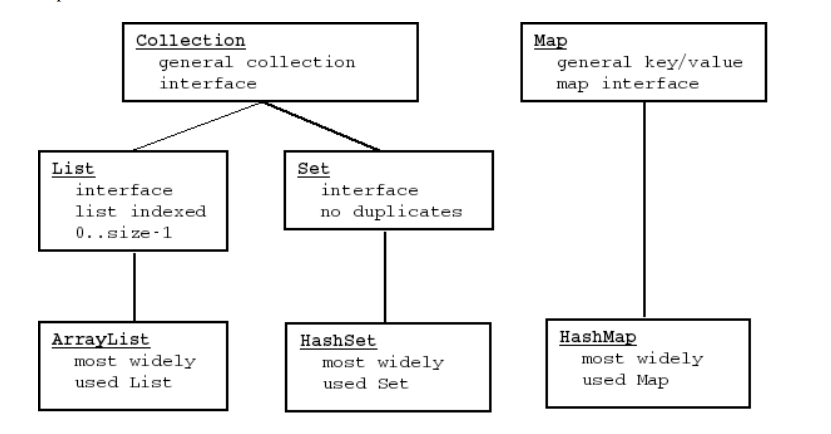 Collection
general collection
interface
Map
general key/value
map interface
List
interface
list indexed
0..size-1
Set
interface
no duplicates
ArrayList
most widely
used List
HashSet
most widely
used Set
HashMap
most widely
used Map